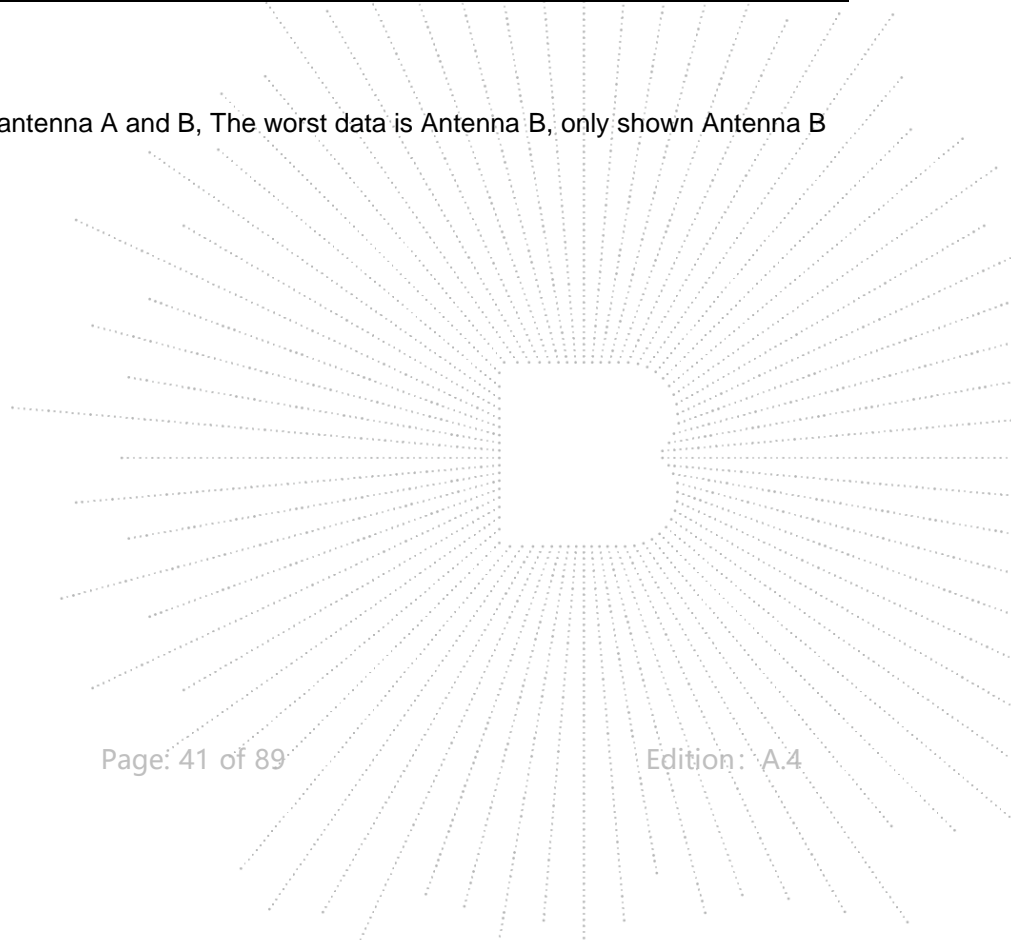 antenna A and B, The worst data is Antenna B, only shown Antenna B
Page: 41 of 89 Edition: A.4